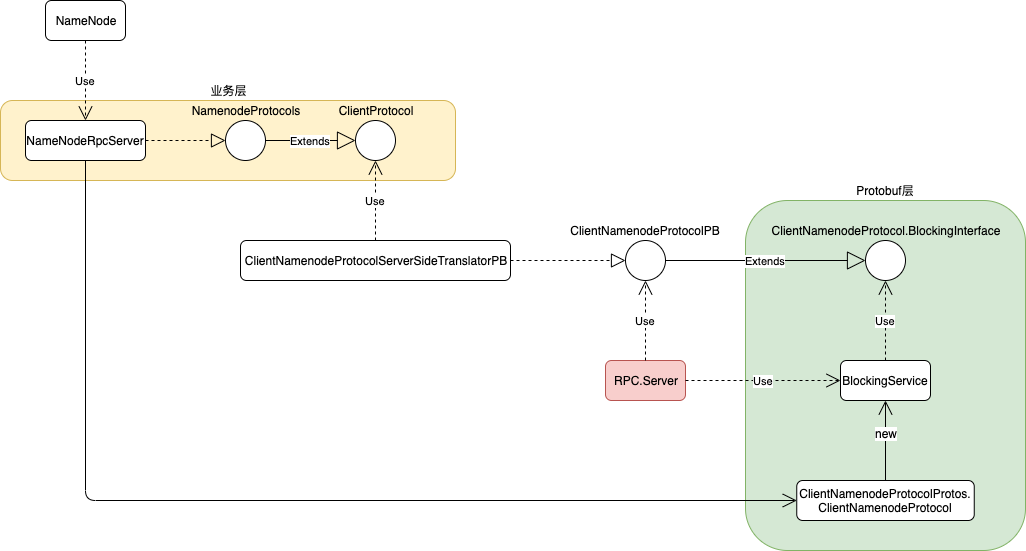 NameNode
Use
业务层
NamenodeProtocols
ClientProtocol
NameNodeRpcServer
Extends
Use
Protobuf层
ClientNamenodeProtocolPB
ClientNamenodeProtocol.BlockingInterface
ClientNamenodeProtocolServerSideTranslatorPB
Extends
Use
Use
RPC.Server
Use
BlockingService
new
ClientNamenodeProtocolProtos.
ClientNamenodeProtocol